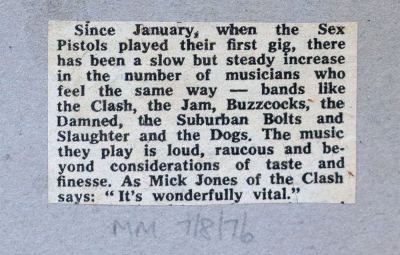 Since January, when the Sex
Pistols played their first gig, there
has been a slow but steady increase
in the number of musicians who
feel the same way — bands like
the Clash, the Jam, Buzzcocks, the
Damned, the Suburban Bolts and
Slaughter and the Dogs. The music
they play is loud, raucous and be-
yond considerations of taste and
finesse. As Mick Jones of the Clash
says: "It's wonderfully vital."
MM 7/8/76